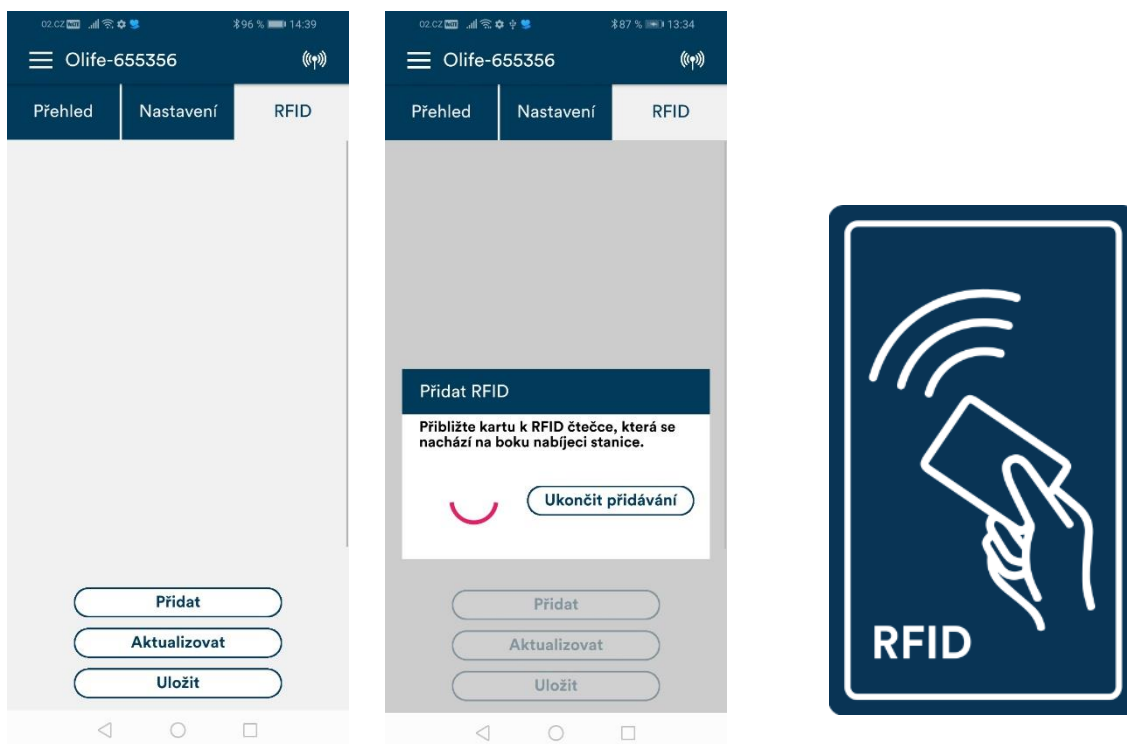 02.CZ 96 % 14:39
Olife-655356
Přehled Nastavení RFID
Přidat
Aktualizovat
Uložit
02.CZ 87 % 13:34
Olife-655356
Přehled Nastavení RFID
Přidat RFID
Přibližte kartu k RFID čtečce, která se
nachází na boku nabíjeci stanice.
Ukončit přidávání
Přidat
Aktualizovat
Uložit
RFID